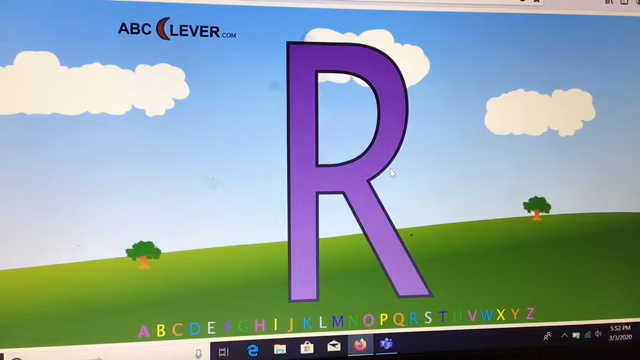 ABC CLEVER.COM
R
A B C D E F G H I J K L M N O P Q R S T U V W X Y Z
5:52 PM
3/3/2020